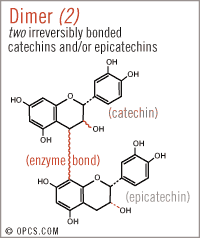 Dimer (2)
two irreversibly bonded
catechins and/or epicatechins
OH
OH
HO
O
(catechin)
OH
OH
(enzyme bond)
OH
OH
HO
O
(epicatechin)
OH
OH
© OPCS.COM